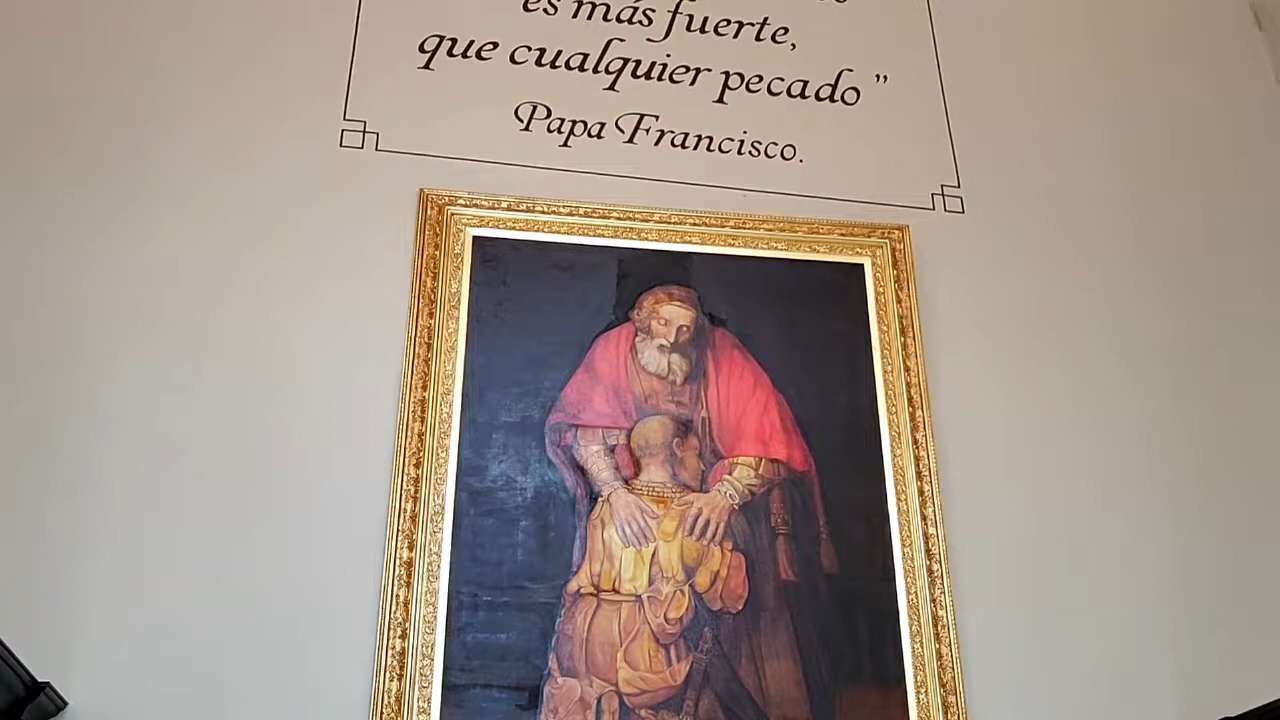 es más fuerte,
que cualquier pecado”
Papa Francisco.